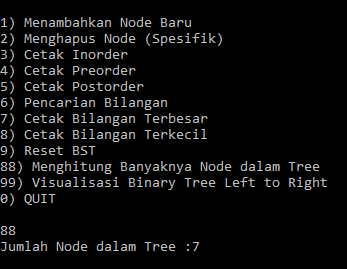 1) Menambahkan Node Baru
2) Menghapus Node (Spesifik)
3) Cetak Inorder
4) Cetak Preorder
5) Cetak Postorder
6) Pencarian Bilangan
7) Cetak Bilangan Terbesar
8) Cetak Bilangan Terkecil
9) Reset BST
88) Menghitung Banyaknya Node dalam Tree
99) Visualisasi Binary Tree Left to Right
0) QUIT
88
Jumlah Node dalam Tree :7